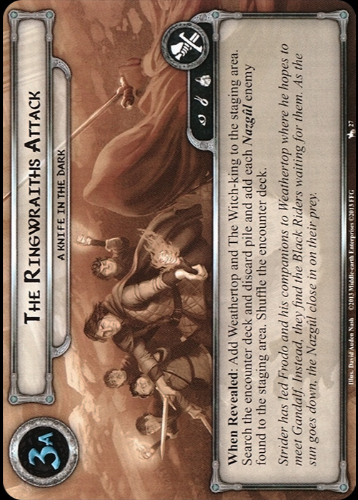 3A
The Ringwraiths Attack
A Knife in the Dark
When Revealed: Add Weathertop and The Witch-king to the staging area.
Search the encounter deck and discard pile and add each Nazgûl enemy
found to the staging area. Shuffle the encounter deck.
Strider has led Frodo and his companions to Weathertop where he hopes to
meet Gandalf. Instead, they find the Black Riders waiting for them. As the
sun goes down, the Nazgûl close in on their prey.
Illus. David Auden Nash ©2013 Middle-earth Enterprises ©2013 FFG 27